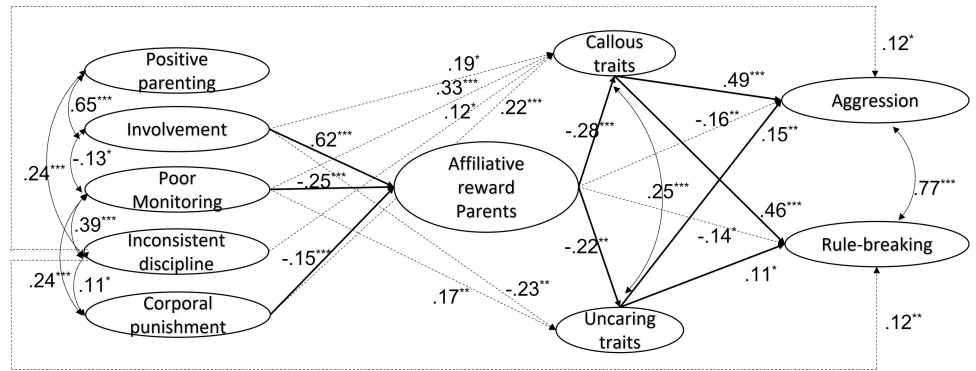 Positive
parenting
Involvement
Poor
Monitoring
Inconsistent
discipline
Corporal
punishment
.65***
-.13*
.24***
.39***
.24***
.11*
.62***
-.25***
-.15***
.19*
.33***
.12*
.22***
.17**
-.23**
Affiliative
reward
Parents
Callous
traits
Uncaring
traits
-.28***
.25***
-.22**
.49***
-.16**
.15**
.46***
-.14*
.11*
Aggression
Rule-breaking
.12*
.77***
.12**